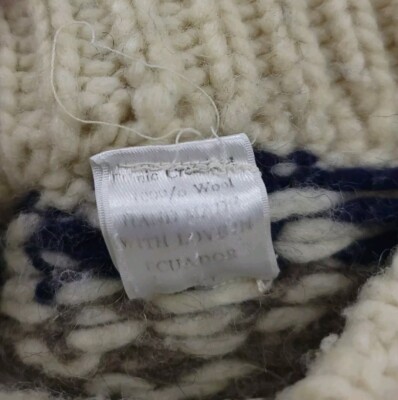 100% Wool
HAND MADE
WITH LOVE IN
ECUADOR